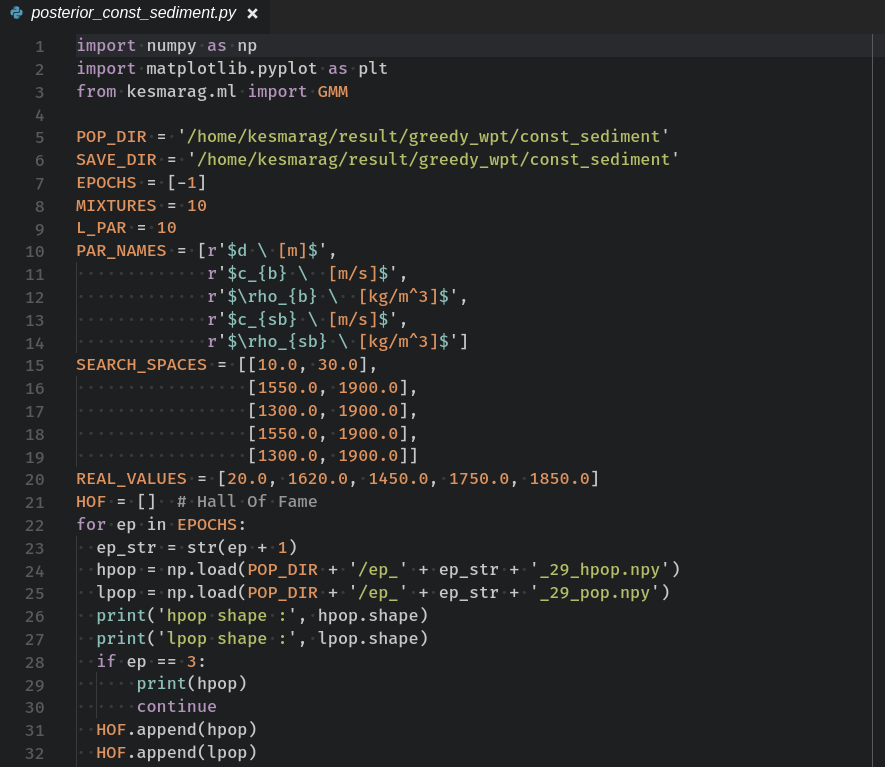 posterior_const_sediment.py ×
1 import numpy as np
2 import matplotlib.pyplot as plt
3 from kesmarag.ml import GMM
4
5 POP_DIR = '/home/kesmarag/result/greedy_wpt/const_sediment'
6 SAVE_DIR = '/home/kesmarag/result/greedy_wpt/const_sediment'
7 EPOCHS = [-1]
8 MIXTURES = 10
9 L_PAR = 10
10 PAR_NAMES = [r'$d \ [m]$',
11              r'$c_{b} \  [m/s]$',
12              r'$\rho_{b} \  [kg/m^3]$',
13              r'$c_{sb} \ [m/s]$',
14              r'$\rho_{sb} \ [kg/m^3]$']
15 SEARCH_SPACES = [[10.0, 30.0],
16                  [1550.0, 1900.0],
17                  [1300.0, 1900.0],
18                  [1550.0, 1900.0],
19                  [1300.0, 1900.0]]
20 REAL_VALUES = [20.0, 1620.0, 1450.0, 1750.0, 1850.0]
21 HOF = []  # Hall Of Fame
22 for ep in EPOCHS:
23   ep_str = str(ep + 1)
24   hpop = np.load(POP_DIR + '/ep_' + ep_str + '_29_hpop.npy')
25   lpop = np.load(POP_DIR + '/ep_' + ep_str + '_29_pop.npy')
26   print('hpop shape :', hpop.shape)
27   print('lpop shape :', lpop.shape)
28   if ep == 3:
29       print(hpop)
30       continue
31   HOF.append(hpop)
32   HOF.append(lpop)